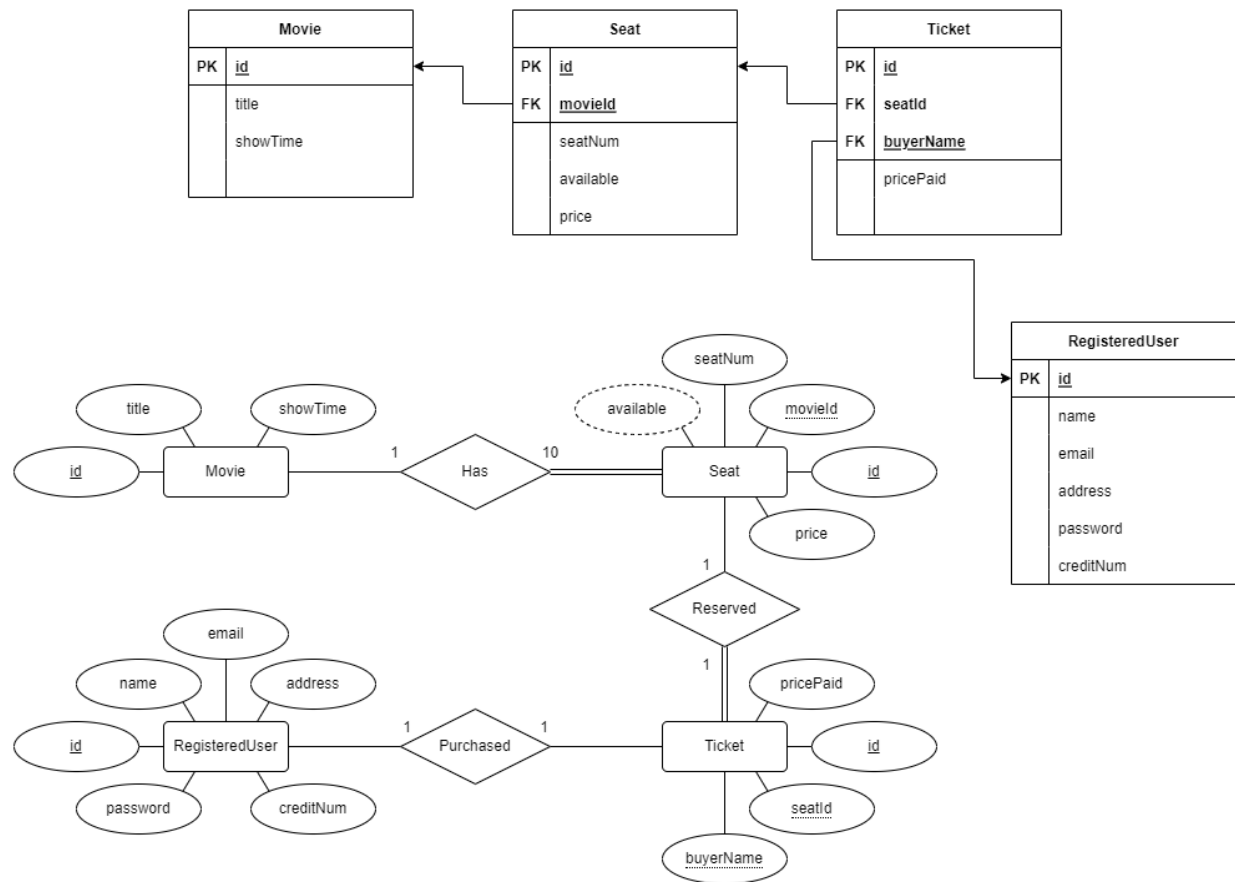 Movie
PK id
title
showTime
Seat
PK id
FK movieId
seatNum
available
price
Ticket
PK id
FK seatId
FK buyerName
pricePaid
RegisteredUser
PK id
name
email
address
password
creditNum
seatNum
title
showTime
available
movieId
id
Movie
1
Has
10
Seat
id
price
1
Reserved
1
email
name
address
pricePaid
id
RegisteredUser
1
Purchased
1
Ticket
id
password
creditNum
seatId
buyerName